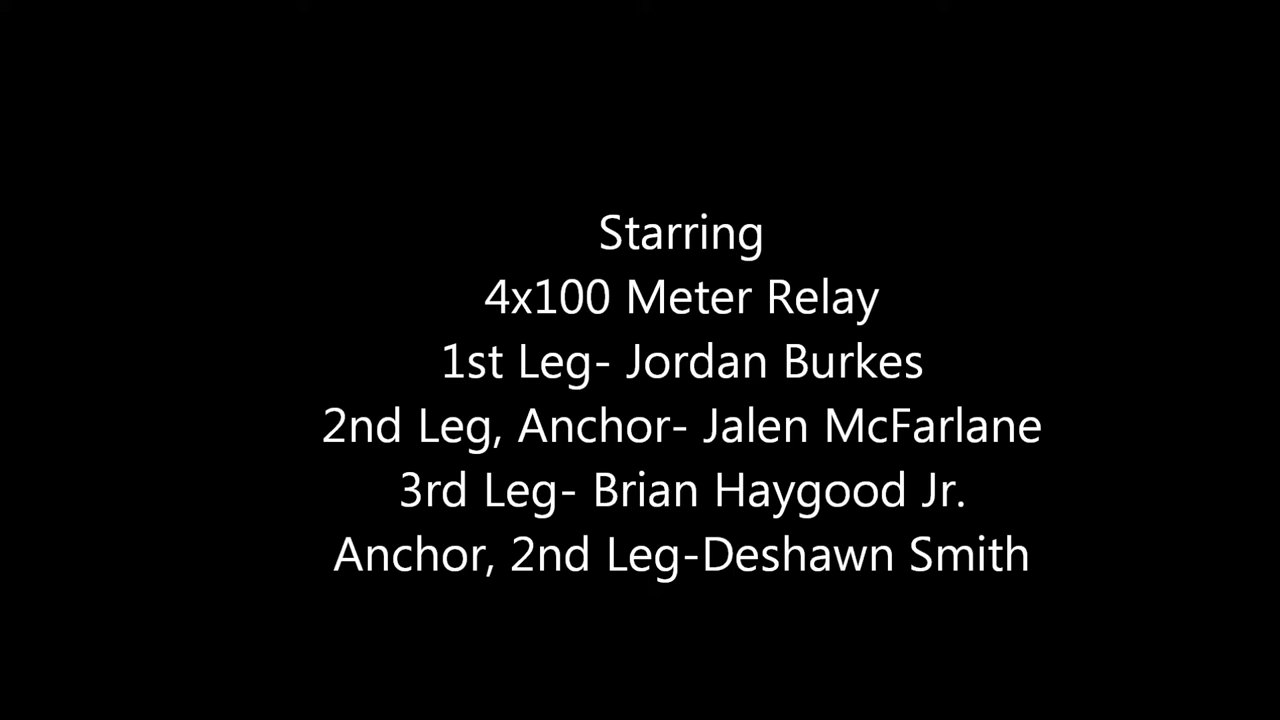 Starring
4x100 Meter Relay
1st Leg- Jordan Burkes
2nd Leg, Anchor- Jalen McFarlane
3rd Leg- Brian Haygood Jr.
Anchor, 2nd Leg-Deshawn Smith